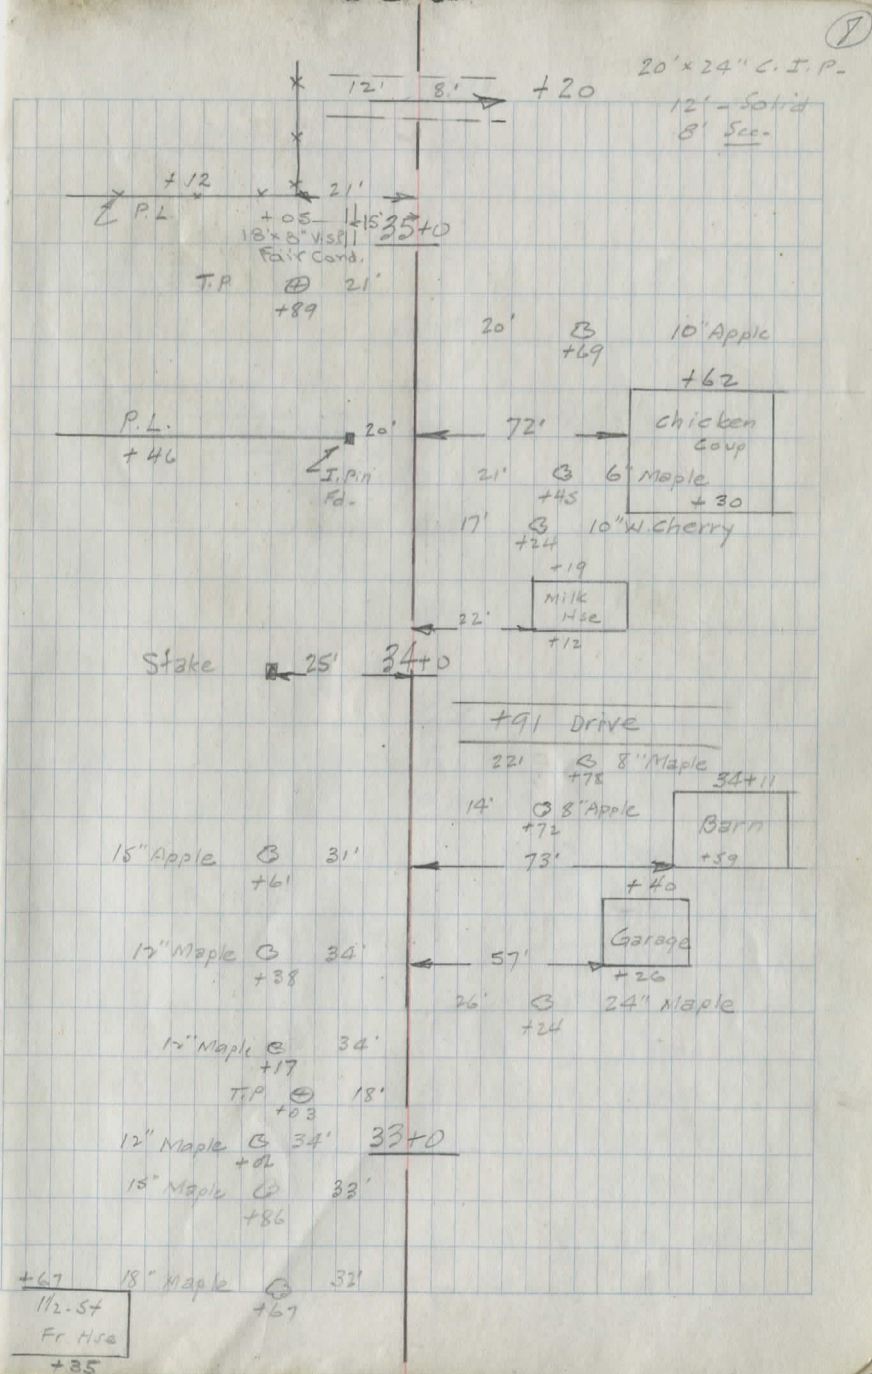 8
20' x 24" C. I. P.-
12' 8' +20
12' - Solid
8' Sec-
+12
21'
P.L.
+05 15' 35+0
18' x 8"
Fair Cond.
T.P. 21'
+89
20' 10" Apple
+69
+62
P.L. 20' 72' Chicken
Coup
+46
I. Pin
Fd.
21' 6" Maple
+45 +30
17' 10" W. Cherry
+24
+19
Milk
Hse
22'
+12
Stake 25' 34+0
+91 Drive
22' 8" Maple
+78 34+11
14' 8" Apple Barn
+72
15" Apple 31' 73' +59
+61 +40
12" Maple 34' 57' Garage
+38 +26
26' 24" Maple
+24
12" Maple 34'
+17
T.P. 18'
+03
12" Maple 34' 33+0
+02
15" Maple 33'
+86
+67 18" Maple 32'
+67
1 1/2-St
Fr Hse
+35